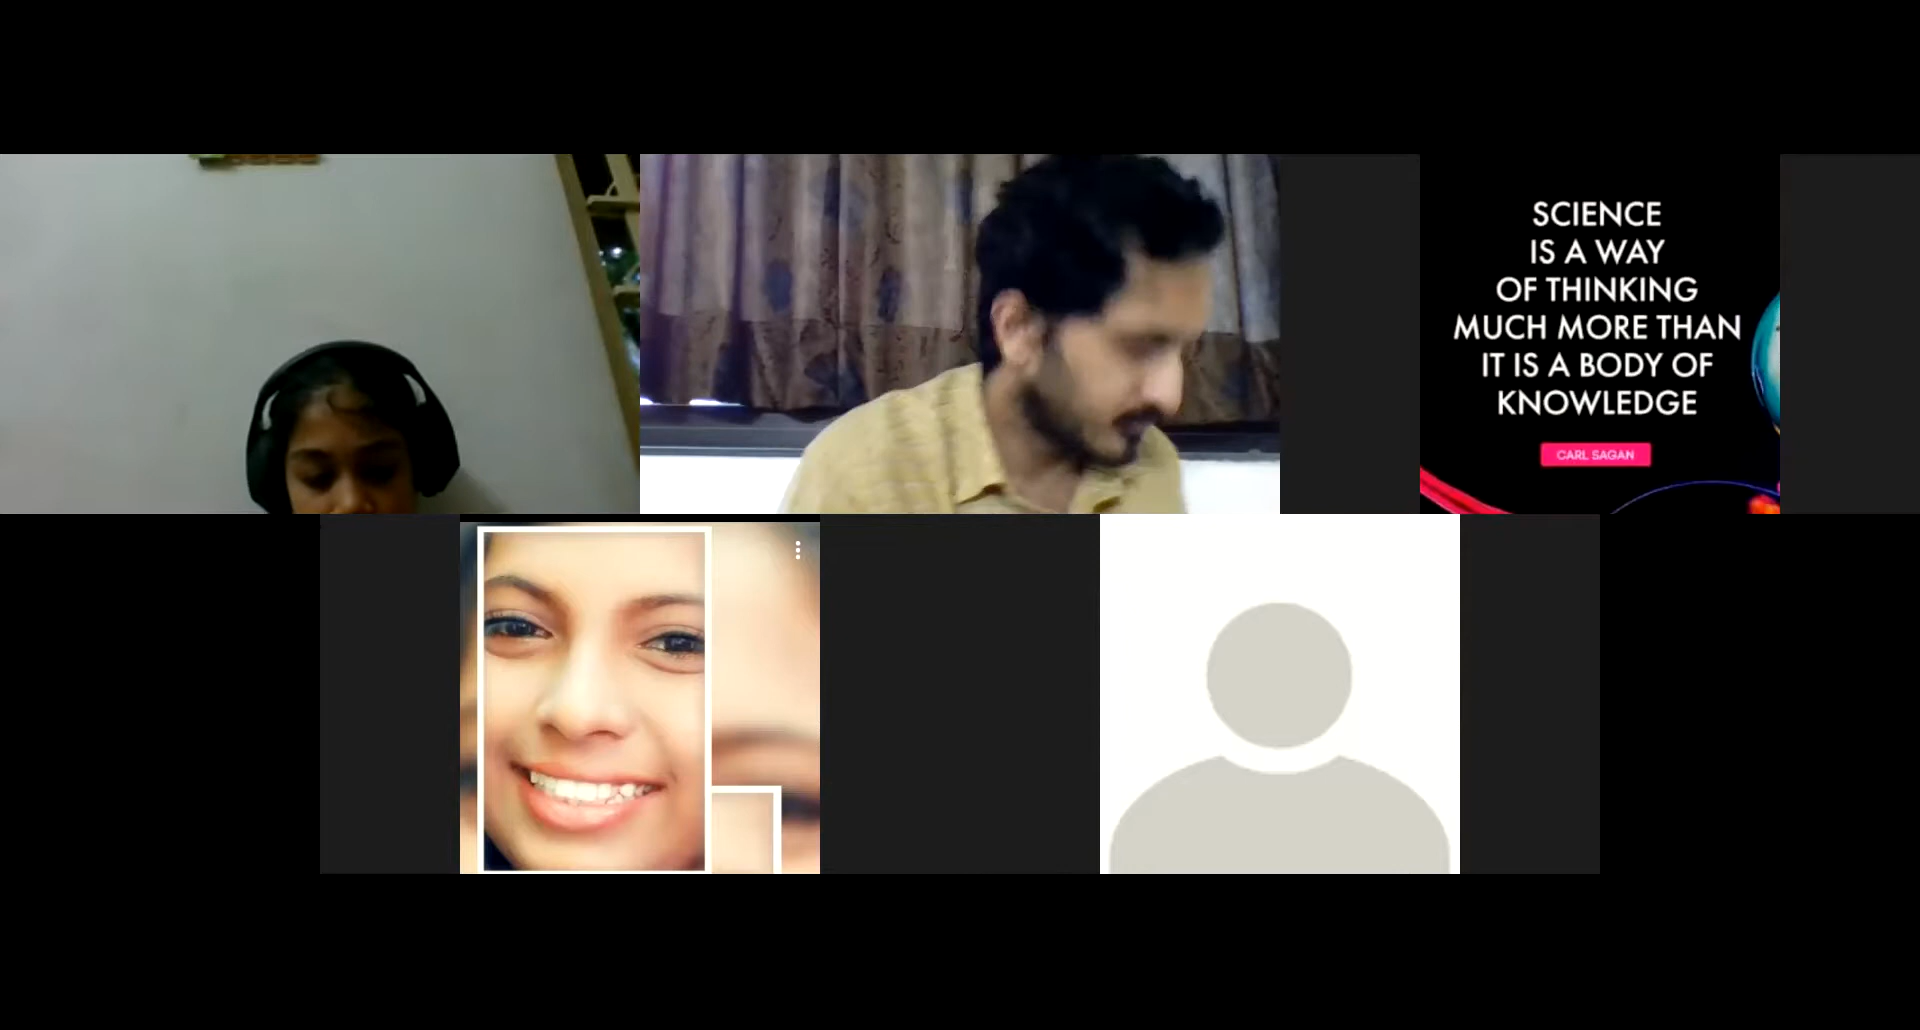 SCIENCE
IS A WAY
OF THINKING
MUCH MORE THAN
IT IS A BODY OF
KNOWLEDGE
CARL SAGAN